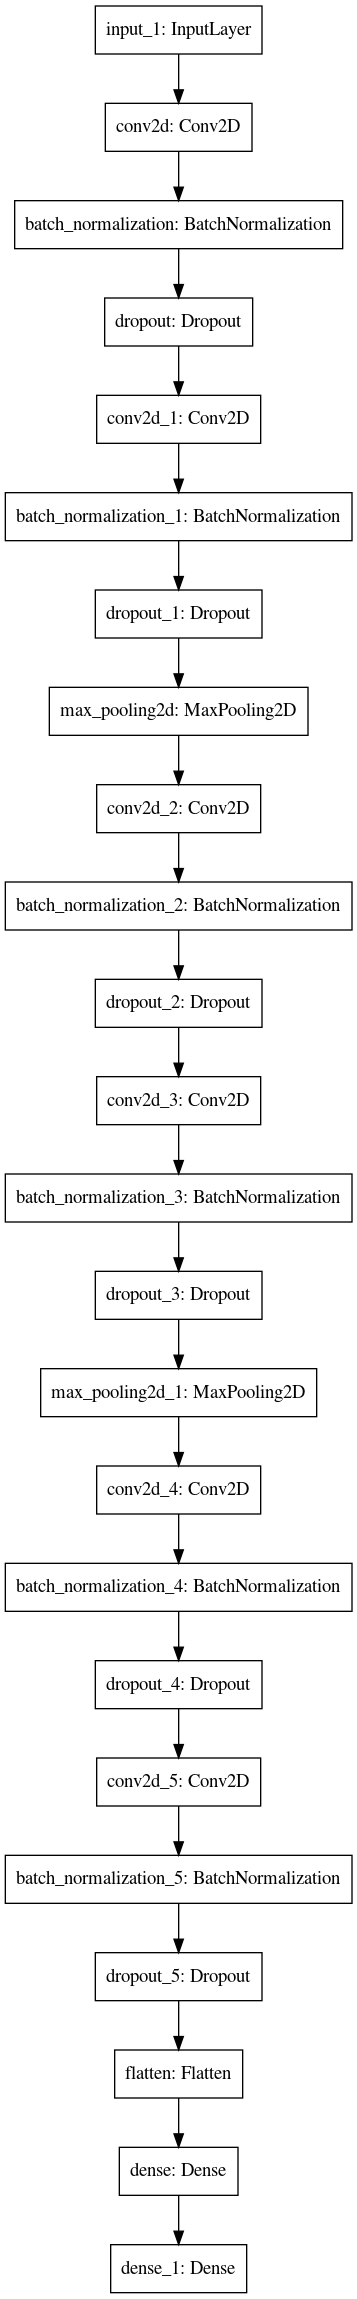 input_1: InputLayer
conv2d: Conv2D
batch_normalization: BatchNormalization
dropout: Dropout
conv2d_1: Conv2D
batch_normalization_1: BatchNormalization
dropout_1: Dropout
max_pooling2d: MaxPooling2D
conv2d_2: Conv2D
batch_normalization_2: BatchNormalization
dropout_2: Dropout
conv2d_3: Conv2D
batch_normalization_3: BatchNormalization
dropout_3: Dropout
max_pooling2d_1: MaxPooling2D
conv2d_4: Conv2D
batch_normalization_4: BatchNormalization
dropout_4: Dropout
conv2d_5: Conv2D
batch_normalization_5: BatchNormalization
dropout_5: Dropout
flatten: Flatten
dense: Dense
dense_1: Dense